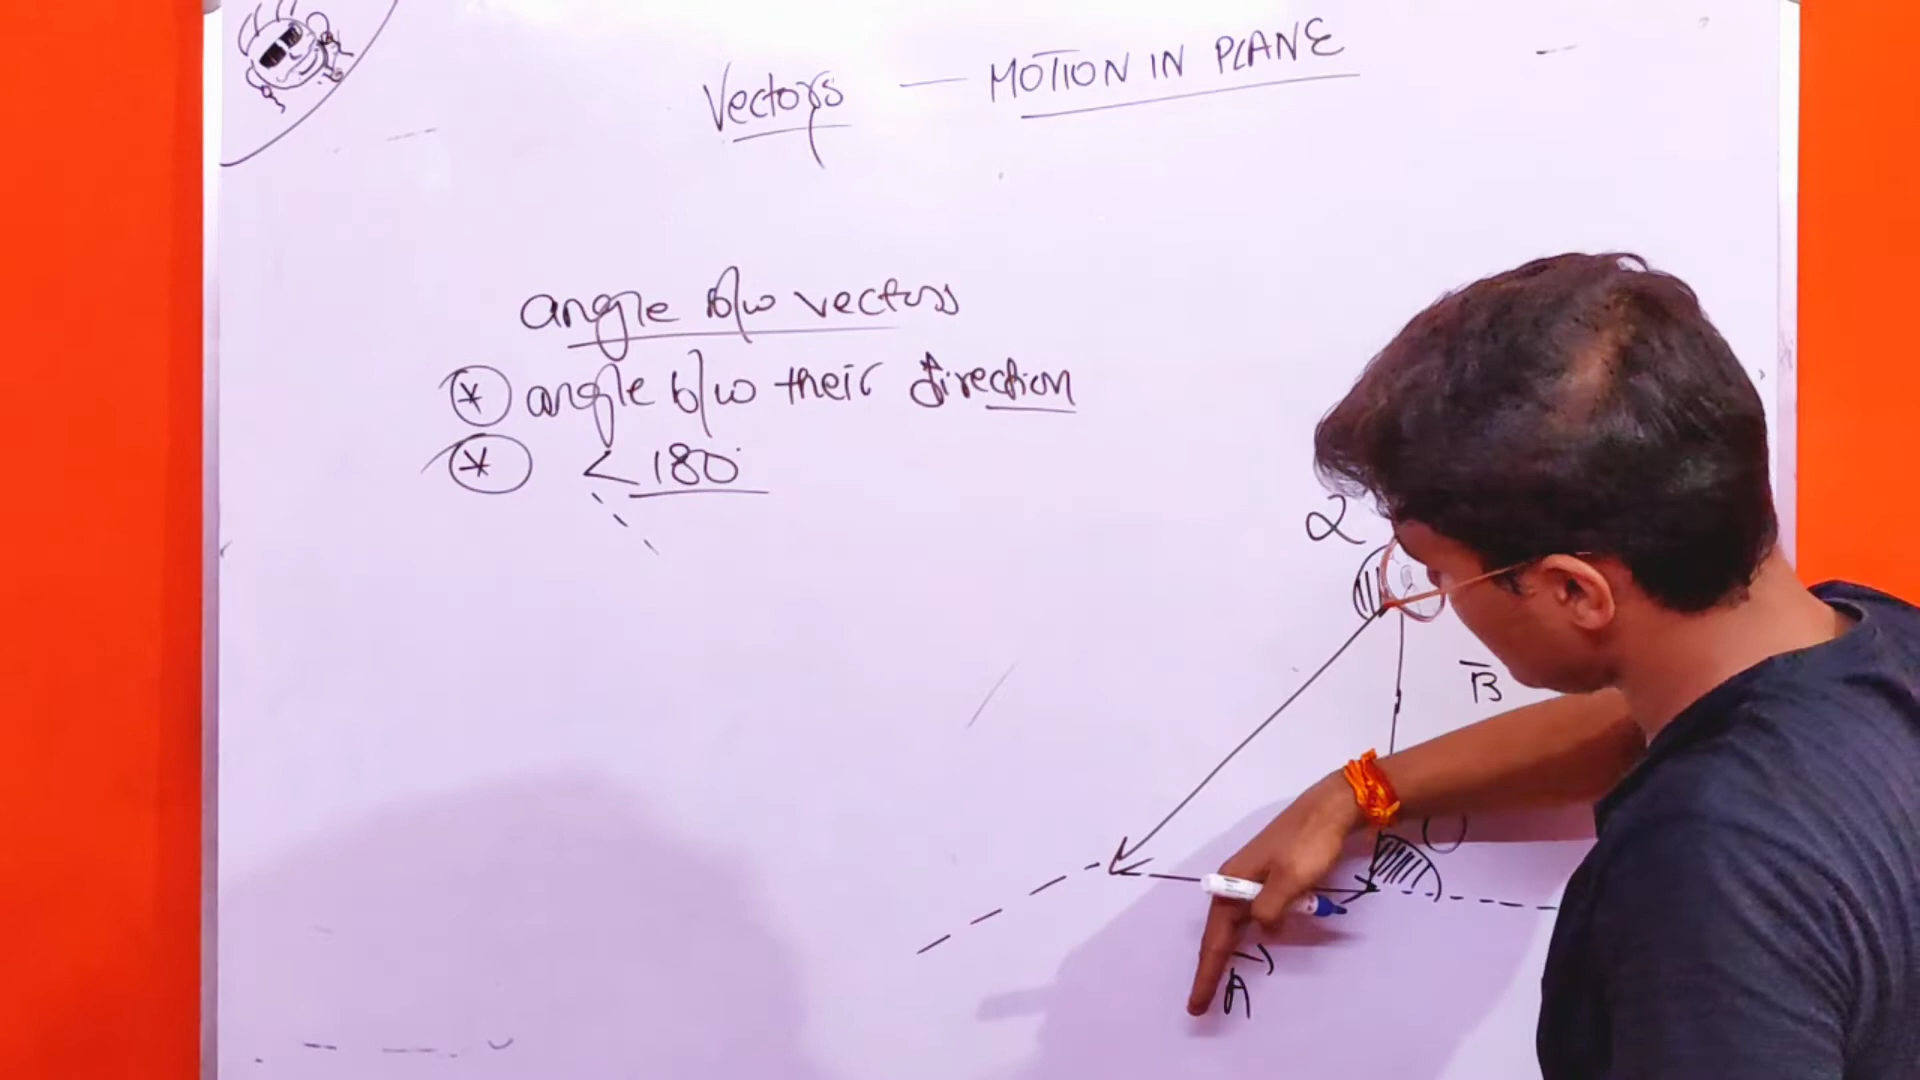 Vectors — MOTION IN PLANE
angle b/w vectors
* angle b/w their direction
* < 180°
α
B
A